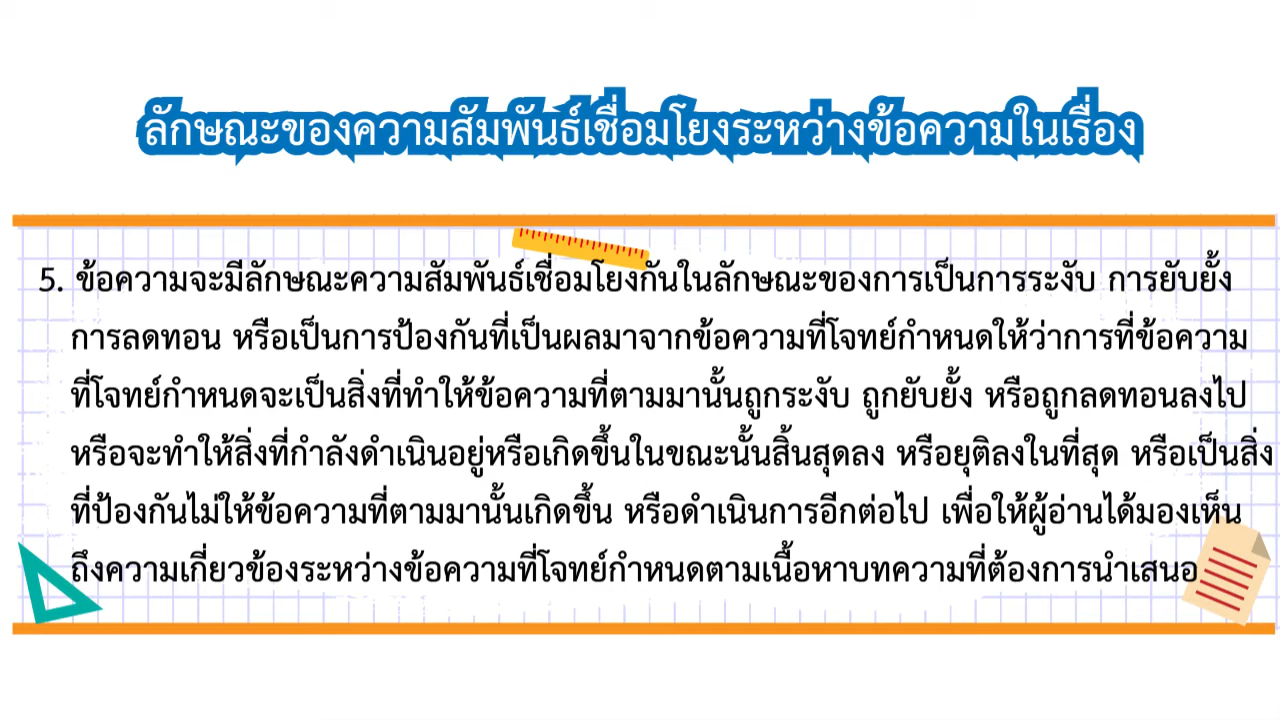 ลักษณะของความสัมพันธ์เชื่อมโยงระหว่างข้อความในเรื่อง
5. ข้อความจะมีลักษณะความสัมพันธ์เชื่อมโยงกันในลักษณะของการเป็นการระงับ การยับยั้ง
การลดทอน หรือเป็นการป้องกันที่เป็นผลมาจากข้อความที่โจทย์กำหนดให้ว่าการที่ข้อความ
ที่โจทย์กำหนดจะเป็นสิ่งที่ทำให้ข้อความที่ตามมานั้นถูกระงับ ถูกยับยั้ง หรือถูกลดทอนลงไป
หรือจะทำให้สิ่งที่กำลังดำเนินอยู่หรือเกิดขึ้นในขณะนั้นสิ้นสุดลง หรือยุติลงในที่สุด หรือเป็นสิ่ง
ที่ป้องกันไม่ให้ข้อความที่ตามมานั้นเกิดขึ้น หรือดำเนินการอีกต่อไป เพื่อให้ผู้อ่านได้มองเห็น
ถึงความเกี่ยวข้องระหว่างข้อความที่โจทย์กำหนดตามเนื้อหาบทความที่ต้องการนำเสนอ